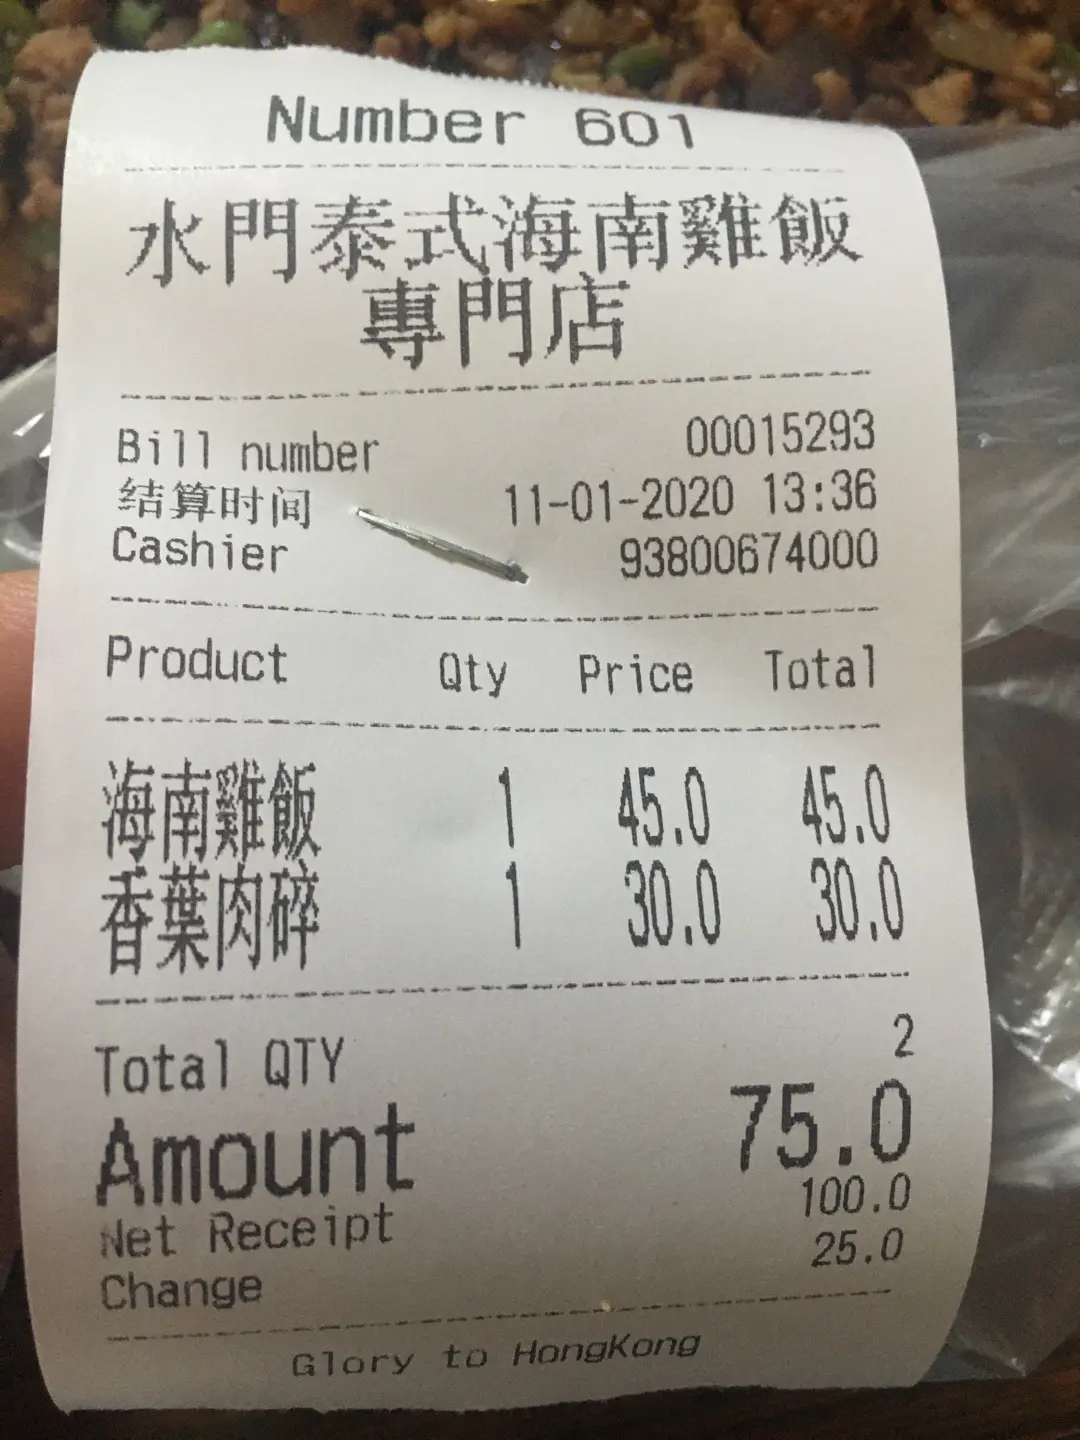 Number 601
水門泰式海南雞飯
專門店
Bill number 00015293
结算时间 11-01-2020 13:36
Cashier 93800674000
Product Qty Price Total
海南雞飯 1 45.0 45.0
香葉肉碎 1 30.0 30.0
Total QTY 2
Amount 75.0
Net Receipt 100.0
Change 25.0
Glory to HongKong